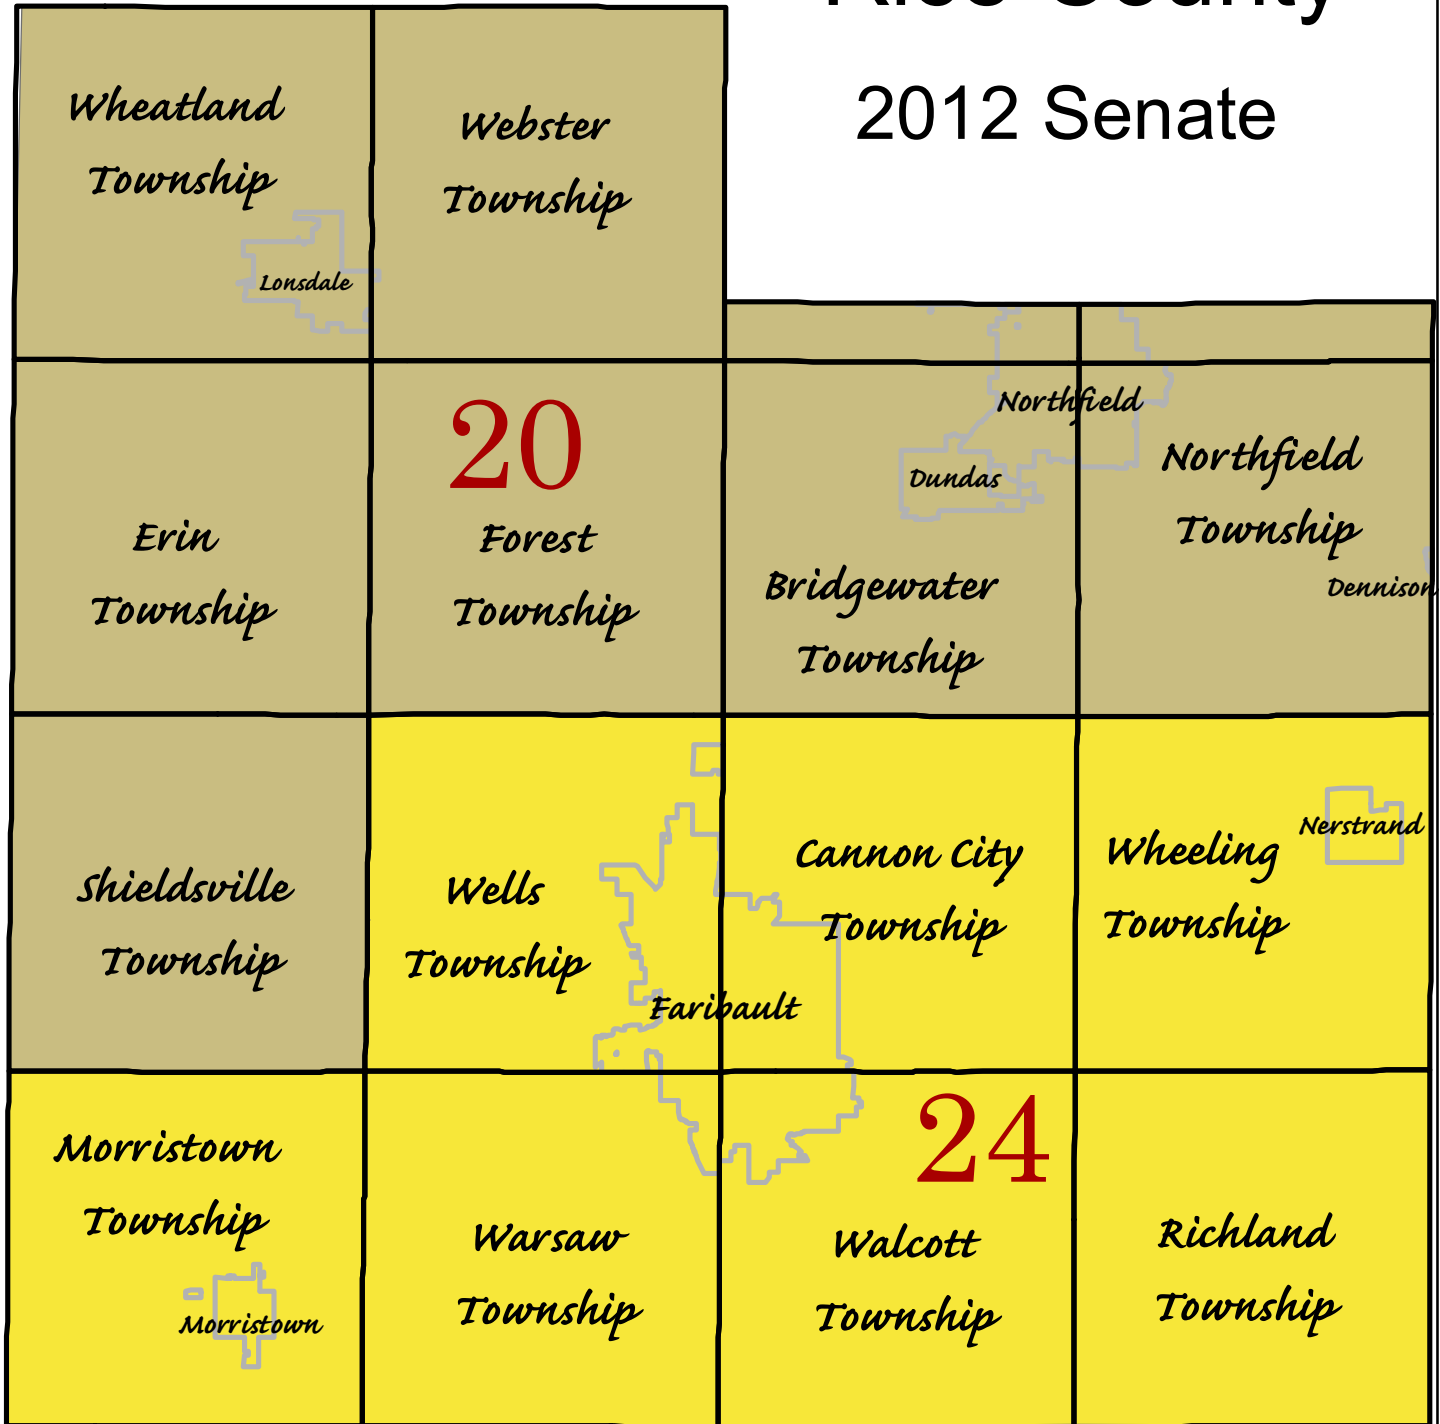 Rice County
2012 Senate
Wheatland
Township
Webster
Township
Lonsdale
20
Northfield
Northfield
Township
Dundas
Erin
Township
Forest
Township
Bridgewater
Township
Dennison
Shieldsville
Township
Wells
Township
Cannon City
Township
Wheeling
Township
Nerstrand
Faribault
24
Morristown
Township
Warsaw
Township
Walcott
Township
Richland
Township
Morristown